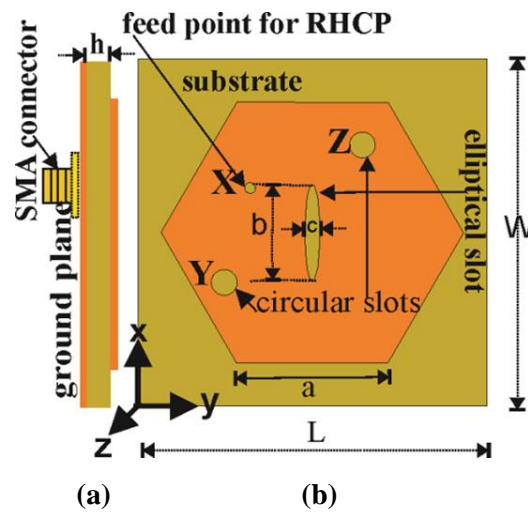 feed point for RHCP
h
substrate
SMA connector
Z
X
elliptical slot
b
c
W
Y
circular slots
ground plane
x
y
z
a
L
(a)
(b)